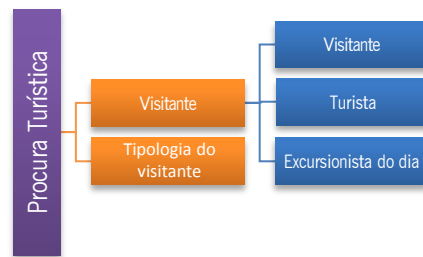 Procura Turística
Visitante
Tipologia do
visitante
Visitante
Turista
Excursionista do dia